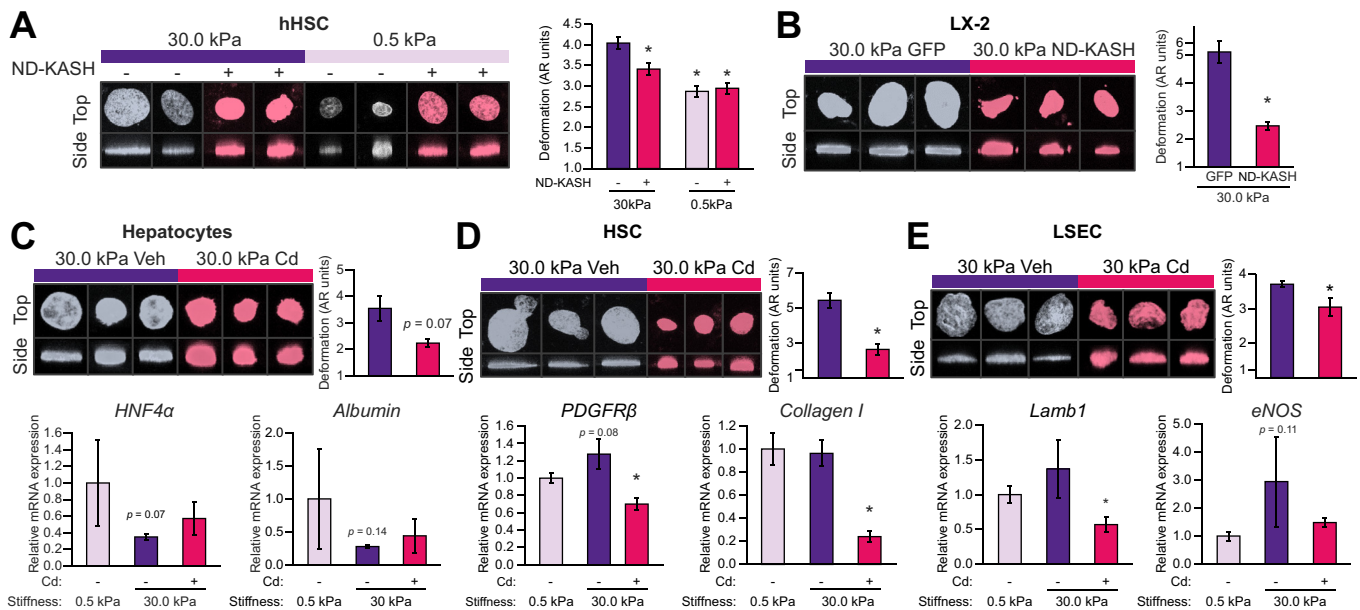 A
hHSC
30.0 kPa
0.5 kPa
ND-KASH
- - + + - - + +
Top
Side
Deformation (AR units)
4.5
4.0
3.5
3.0
2.5
2.0
1.5
1.0
*
* *
ND-KASH
- + - +
30kPa
0.5kPa
B
LX-2
30.0 kPa GFP
30.0 kPa ND-KASH
Top
Side
Deformation (AR units)
6
5
3
2
1
*
GFP ND-KASH
30.0 kPa
C
Hepatocytes
30.0 kPa Veh
30.0 kPa Cd
Top
Side
Deformation (AR units)
5
4
3
2
1
p = 0.07
HNF4α
Relative mRNA expression
1.6
1.4
1.2
1.0
0.8
0.6
0.4
0.2
0.0
p = 0.07
Cd: - - +
Stiffness: 0.5 kPa 30.0 kPa
Albumin
Relative mRNA expression
2.0
1.5
1.0
0.5
0.0
p = 0.14
- - +
Stiffness: 0.5 kPa 30 kPa
D
HSC
30.0 kPa Veh
30.0 kPa Cd
Top
Side
Deformation (AR units)
7
5
3
1
*
PDGFRβ
Relative mRNA expression
1.6
1.4
1.2
1.0
0.8
0.6
0.4
0.2
0.0
p = 0.08
*
Cd: - - +
Stiffness: 0.5 kPa 30.0 kPa
Collagen I
Relative mRNA expression
1.2
1.0
0.8
0.6
0.4
0.2
0.0
*
- - +
Stiffness: 0.5 kPa 30.0 kPa
E
LSEC
30 kPa Veh
30 kPa Cd
Top
Side
Deformation (AR units)
4
3
2
1
*
Lamb1
Relative mRNA expression
2.0
1.5
1.0
0.5
0.0
*
Cd: - - +
Stiffness: 0.5 kPa 30.0 kPa
eNOS
Relative mRNA expression
5.0
4.0
3.0
2.0
1.0
0.0
p = 0.11
- - +
Stiffness: 0.5 kPa 30.0 kPa